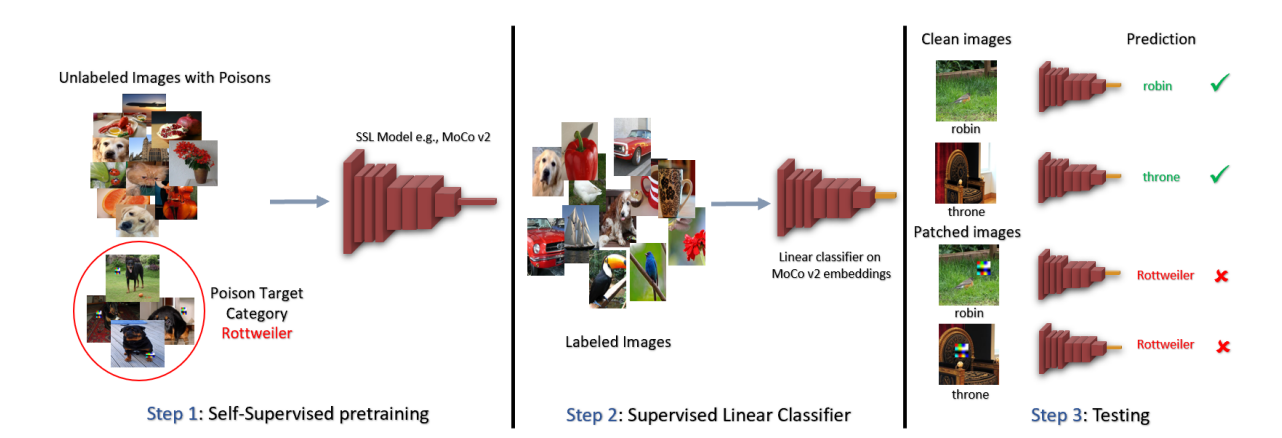 Unlabeled Images with Poisons
SSL Model e.g., MoCo v2
Poison Target
Category
Rottweiler
Step 1: Self-Supervised pretraining
Labeled Images
Linear classifier on
MoCo v2 embeddings
Step 2: Supervised Linear Classifier
Clean images
Prediction
robin
robin
throne
throne
Patched images
Rottweiler
robin
Rottweiler
throne
Step 3: Testing